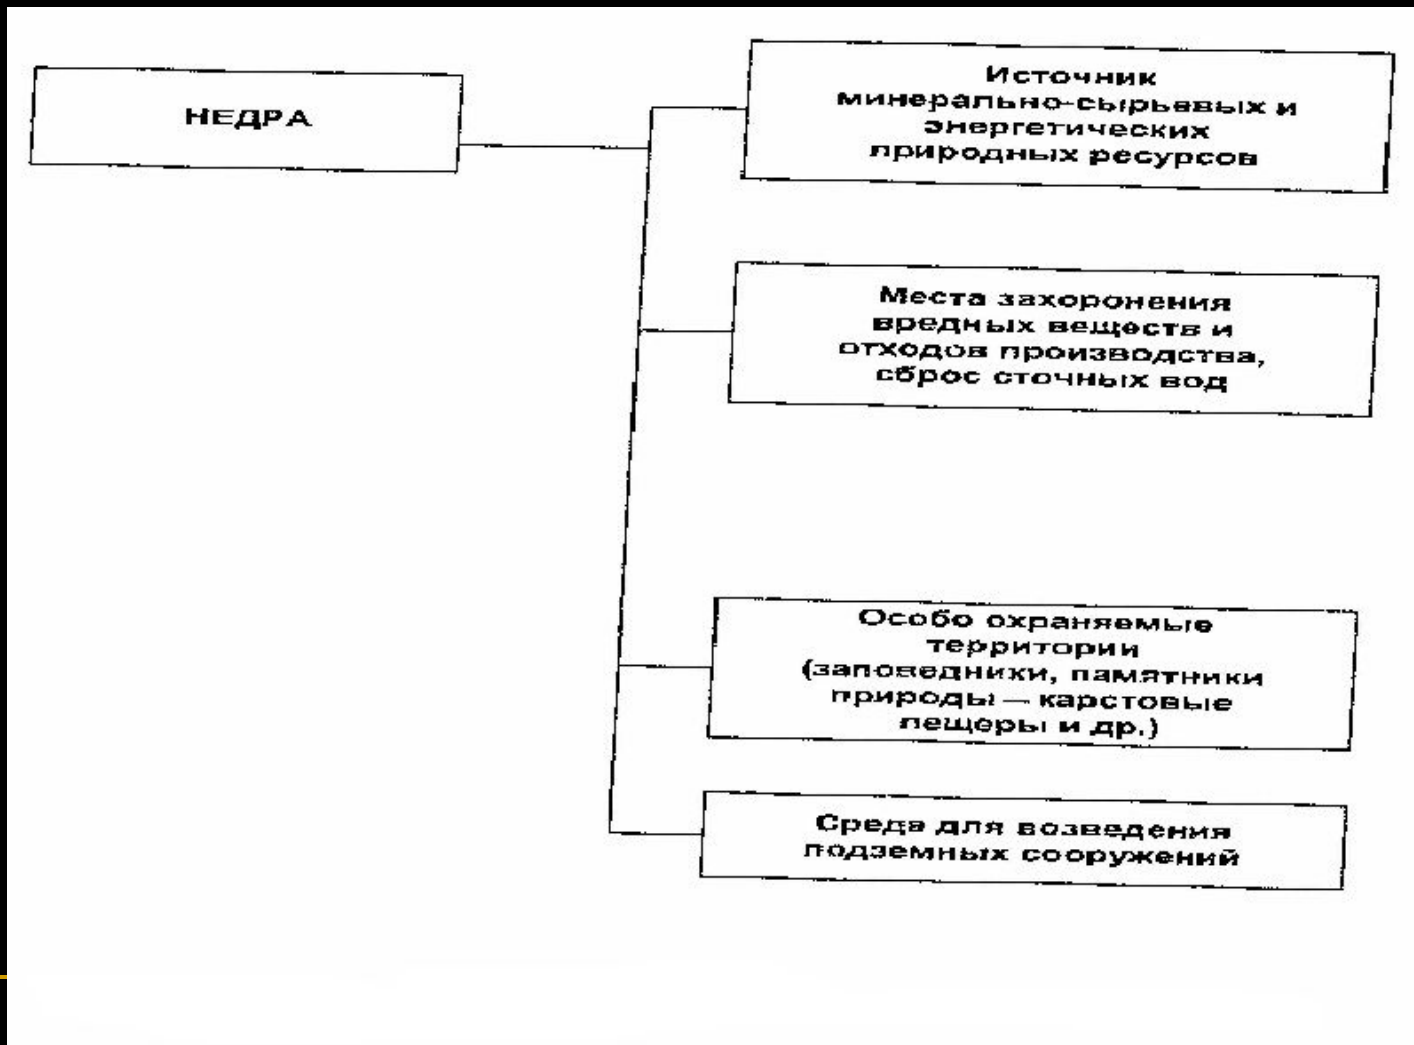 НЕДРА
Источник
минерально-сырьевых и
энергетических
природных ресурсов
Места захоронения
вредных веществ и
отходов производства,
сброс сточных вод
Особо охраняемые
территории
(заповедники, памятники
природы — карстовые
пещеры и др.)
Среда для возведения
подземных сооружений